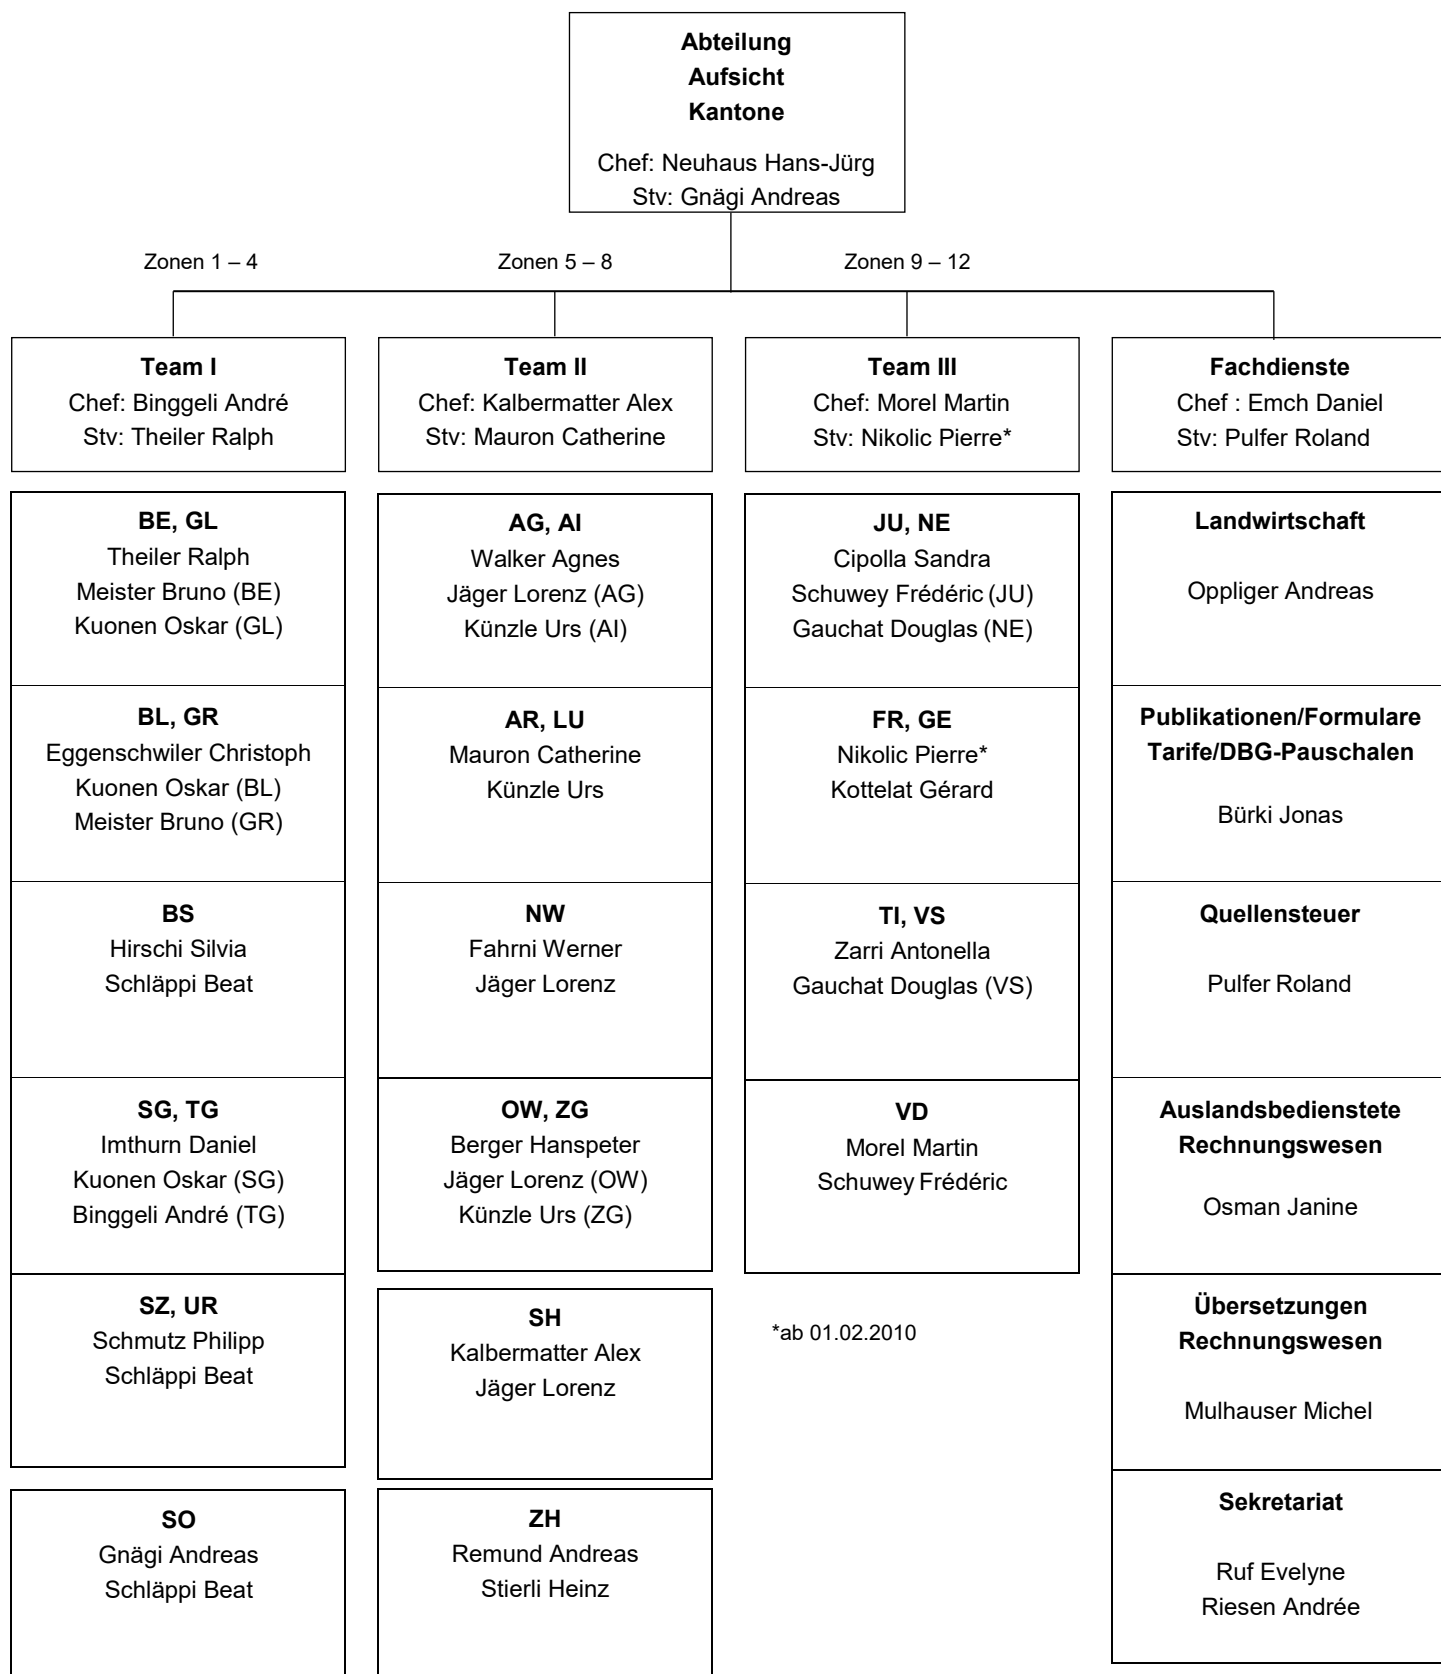 Abteilung
Aufsicht
Kantone
Chef: Neuhaus Hans-Jürg
Stv: Gnägi Andreas
Zonen 1 – 4
Zonen 5 – 8
Zonen 9 – 12
Team I
Chef: Binggeli André
Stv: Theiler Ralph
Team II
Chef: Kalbermatter Alex
Stv: Mauron Catherine
Team III
Chef: Morel Martin
Stv: Nikolic Pierre*
Fachdienste
Chef : Emch Daniel
Stv: Pulfer Roland
BE, GL
Theiler Ralph
Meister Bruno (BE)
Kuonen Oskar (GL)
BL, GR
Eggenschwiler Christoph
Kuonen Oskar (BL)
Meister Bruno (GR)
BS
Hirschi Silvia
Schläppi Beat
SG, TG
Imthurn Daniel
Kuonen Oskar (SG)
Binggeli André (TG)
SZ, UR
Schmutz Philipp
Schläppi Beat
SO
Gnägi Andreas
Schläppi Beat
AG, AI
Walker Agnes
Jäger Lorenz (AG)
Künzle Urs (AI)
AR, LU
Mauron Catherine
Künzle Urs
NW
Fahrni Werner
Jäger Lorenz
OW, ZG
Berger Hanspeter
Jäger Lorenz (OW)
Künzle Urs (ZG)
SH
Kalbermatter Alex
Jäger Lorenz
ZH
Remund Andreas
Stierli Heinz
JU, NE
Cipolla Sandra
Schuwey Frédéric (JU)
Gauchat Douglas (NE)
FR, GE
Nikolic Pierre*
Kottelat Gérard
TI, VS
Zarri Antonella
Gauchat Douglas (VS)
VD
Morel Martin
Schuwey Frédéric
*ab 01.02.2010
Landwirtschaft
Oppliger Andreas
Publikationen/Formulare
Tarife/DBG-Pauschalen
Bürki Jonas
Quellensteuer
Pulfer Roland
Auslandsbedienstete
Rechnungswesen
Osman Janine
Übersetzungen
Rechnungswesen
Mulhauser Michel
Sekretariat
Ruf Evelyne
Riesen Andrée